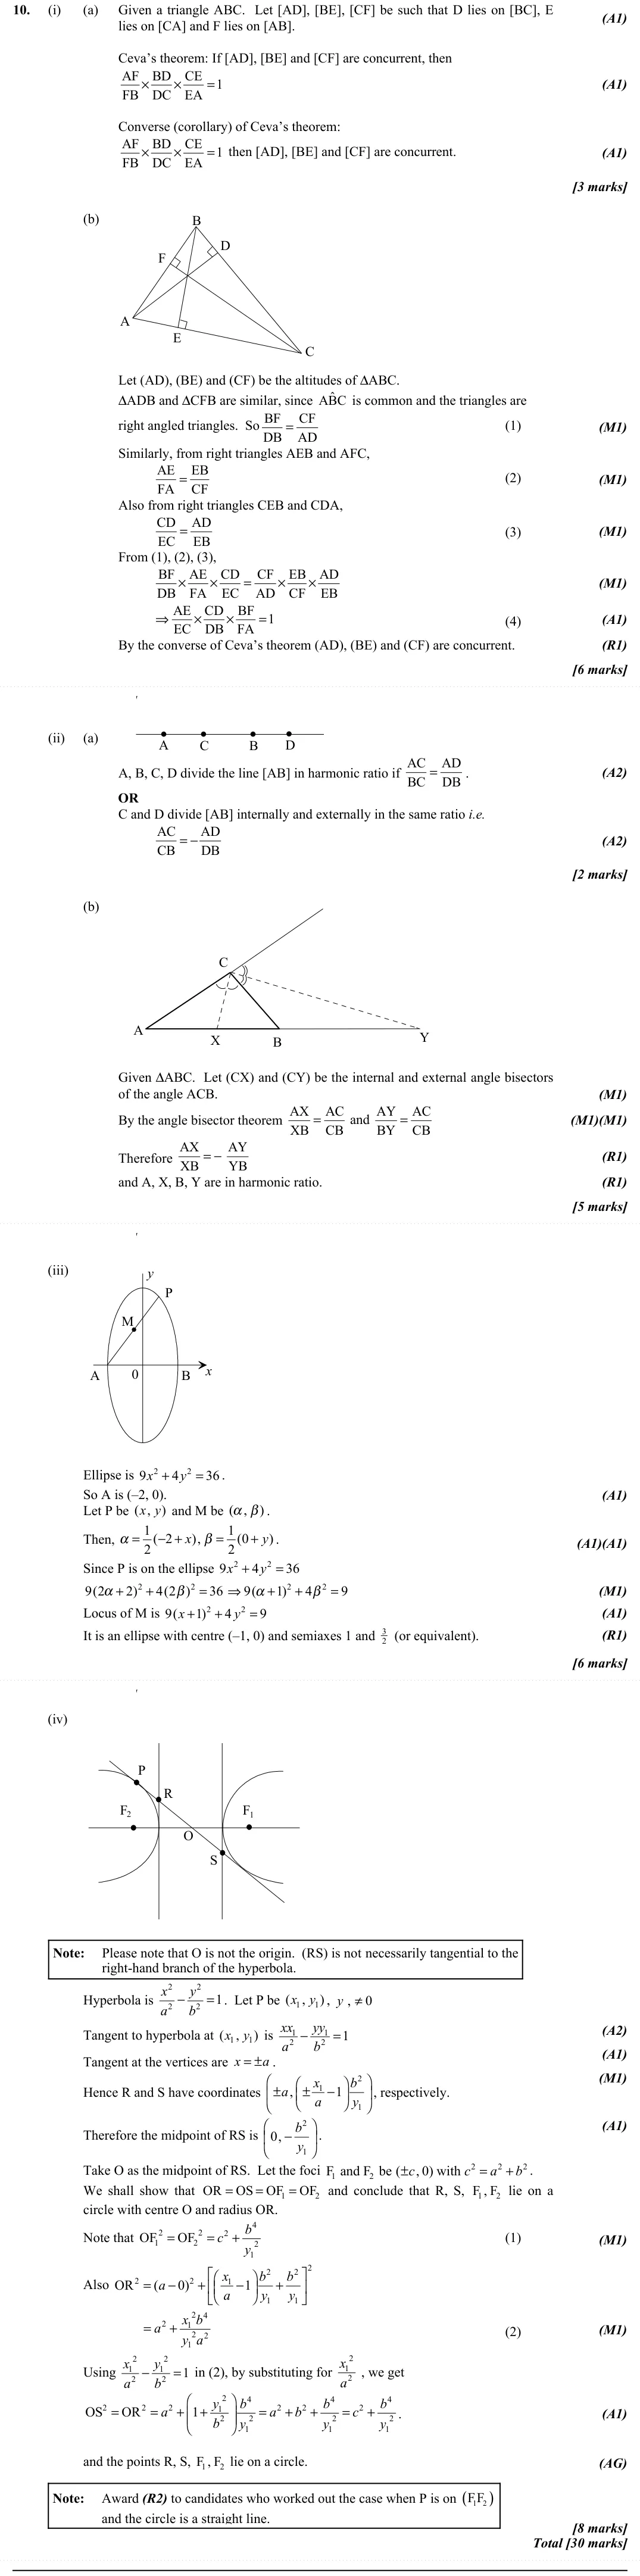 10. (i) (a) Given a triangle ABC. Let [AD], [BE], [CF] be such that D lies on [BC], E
lies on [CA] and F lies on [AB]. (A1)
Ceva's theorem: If [AD], [BE] and [CF] are concurrent, then
AF/FB × BD/DC × CE/EA = 1 (A1)
Converse (corollary) of Ceva's theorem:
AF/FB × BD/DC × CE/EA = 1 then [AD], [BE] and [CF] are concurrent. (A1)
[3 marks]
(b)
B
D
F
A
E
C
Let (AD), (BE) and (CF) be the altitudes of ΔABC.
ΔADB and ΔCFB are similar, since AB̂C is common and the triangles are
right angled triangles. So BF/DB = CF/AD (1) (M1)
Similarly, from right triangles AEB and AFC,
AE/FA = EB/CF (2) (M1)
Also from right triangles CEB and CDA,
CD/EC = AD/EB (3) (M1)
From (1), (2), (3),
BF/DB × AE/FA × CD/EC = CF/AD × EB/CF × AD/EB (M1)
⇒ AE/EC × CD/DB × BF/FA = 1 (4) (A1)
By the converse of Ceva's theorem (AD), (BE) and (CF) are concurrent. (R1)
[6 marks]
(ii) (a)
A C B D
A, B, C, D divide the line [AB] in harmonic ratio if AC/BC = AD/DB. (A2)
OR
C and D divide [AB] internally and externally in the same ratio i.e.
AC/CB = −AD/DB (A2)
[2 marks]
(b)
C
A X B Y
Given ΔABC. Let (CX) and (CY) be the internal and external angle bisectors
of the angle ACB. (M1)
By the angle bisector theorem AX/XB = AC/CB and AY/BY = AC/CB (M1)(M1)
Therefore AX/XB = −AY/YB (R1)
and A, X, B, Y are in harmonic ratio. (R1)
[5 marks]
(iii)
y
P
M
A 0 B x
Ellipse is 9x² + 4y² = 36.
So A is (–2, 0). (A1)
Let P be (x, y) and M be (α, β).
Then, α = 1/2(−2 + x), β = 1/2(0 + y). (A1)(A1)
Since P is on the ellipse 9x² + 4y² = 36
9(2α + 2)² + 4(2β)² = 36 ⇒ 9(α + 1)² + 4β² = 9 (M1)
Locus of M is 9(x + 1)² + 4y² = 9 (A1)
It is an ellipse with centre (–1, 0) and semiaxes 1 and 3/2 (or equivalent). (R1)
[6 marks]
(iv)
P
R
F₂ F₁
O
S
Note: Please note that O is not the origin. (RS) is not necessarily tangential to the
right-hand branch of the hyperbola.
Hyperbola is x²/a² − y²/b² = 1. Let P be (x₁, y₁), y, ≠ 0
Tangent to hyperbola at (x₁, y₁) is xx₁/a² − yy₁/b² = 1 (A2)
Tangent at the vertices are x = ±a. (A1)
Hence R and S have coordinates (±a, (±x₁/a − 1) b²/y₁), respectively. (M1)
Therefore the midpoint of RS is (0, −b²/y₁). (A1)
Take O as the midpoint of RS. Let the foci F₁ and F₂ be (±c, 0) with c² = a² + b².
We shall show that OR = OS = OF₁ = OF₂ and conclude that R, S, F₁, F₂ lie on a
circle with centre O and radius OR.
Note that OF₁² = OF₂² = c² + b⁴/y₁² (1) (M1)
Also OR² = (a − 0)² + [(x₁/a − 1) b²/y₁ + b²/y₁]²
= a² + x₁²b⁴/y₁²a² (2) (M1)
Using x₁²/a² − y₁²/b² = 1 in (2), by substituting for x₁²/a², we get
OS² = OR² = a² + (1 + y₁²/b²) b⁴/y₁² = a² + b² + b⁴/y₁² = c² + b⁴/y₁². (A1)
and the points R, S, F₁, F₂ lie on a circle. (AG)
Note: Award (R2) to candidates who worked out the case when P is on (F₁F₂)
and the circle is a straight line.
[8 marks]
Total [30 marks]